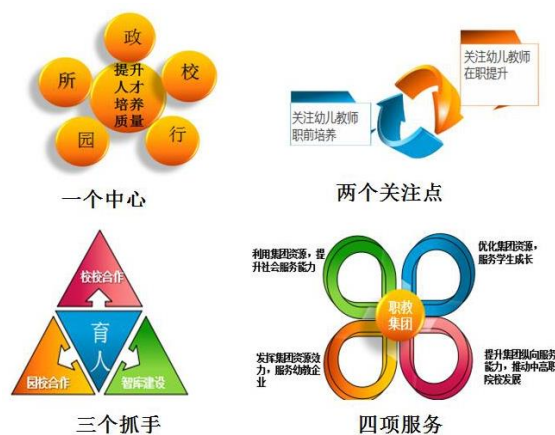 政
校
行
园
所
提升
人才
培养
质量
一个中心
关注幼儿教师
在职提升
关注幼儿教师
职前培养
两个关注点
校校合作
育
人
园校合作
智库建设
三个抓手
利用集团资源，提
升社会服务能力
优化集团资源，
服务学生成长
职教
集团
发挥集团资源效
力，服务幼教企
业
提升集团纵向服务
能力，推动中高职
院校发展
四项服务